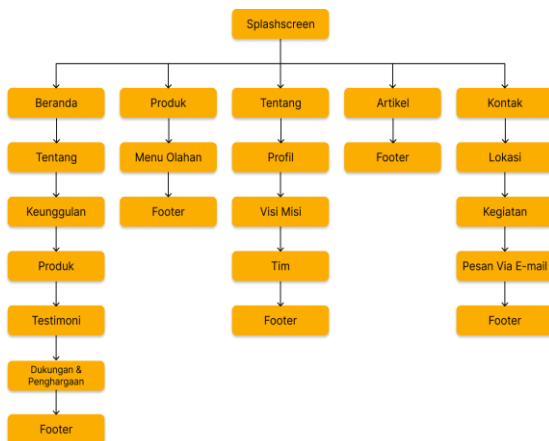 Splashscreen
Beranda
Produk
Tentang
Artikel
Kontak
Tentang
Menu Olahan
Profil
Footer
Lokasi
Keunggulan
Footer
Visi Misi
Kegiatan
Produk
Tim
Pesan Via E-mail
Testimoni
Footer
Footer
Dukungan &
Penghargaan
Footer